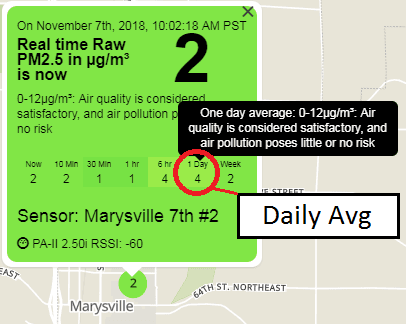 On November 7th, 2018, 10:02:18 AM PST
Real time Raw
PM2.5 in µg/m³
is now
2
0-12µg/m³: Air quality is considered
satisfactory, and air pollution
no risk
One day average: 0-12µg/m³: Air
quality is considered satisfactory, and
air pollution poses little or no risk
Now 10 Min 30 Min 1 hr 6 hr 1 Day Week
2 2 1 1 4 4 2
STREET
Daily Avg
Sensor: Marysville 7th #2
PA-II 2.50i RSSI: -60
EAST
2
64TH ST. NORTHEAST
Marysville
EAST